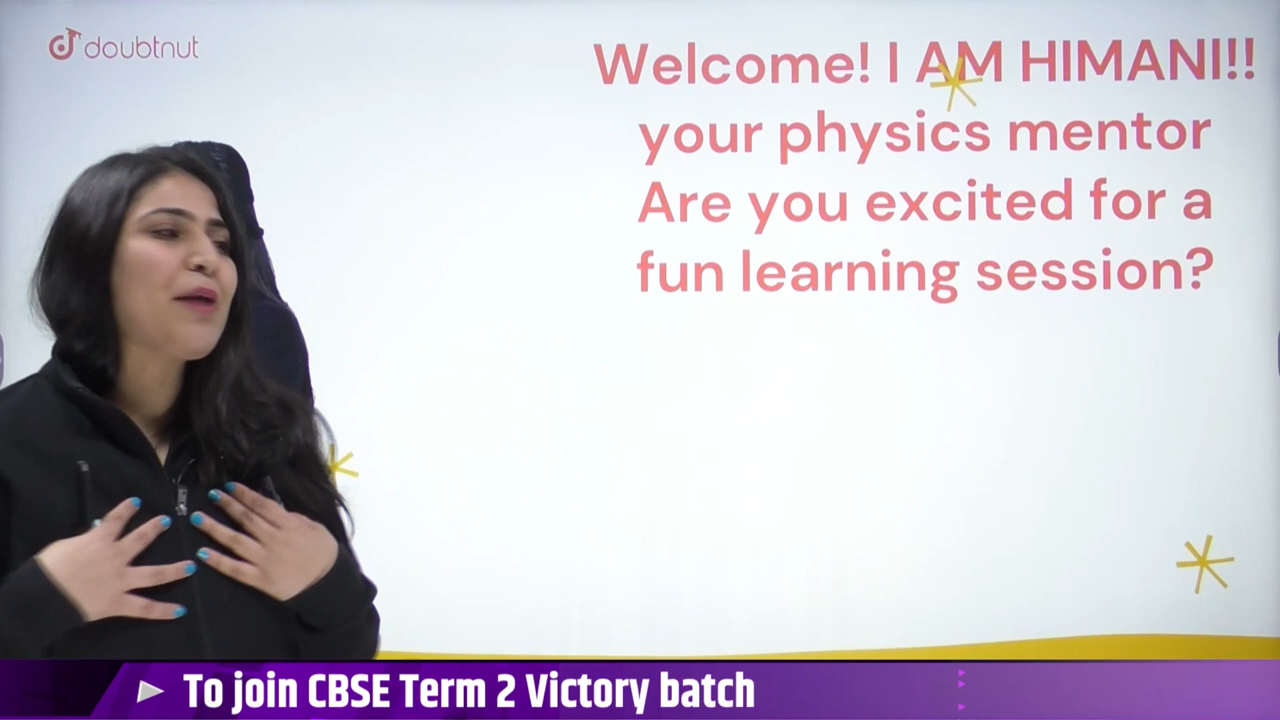 doubtnut
Welcome! I AM HIMANI!!
your physics mentor
Are you excited for a
fun learning session?
To join CBSE Term 2 Victory batch